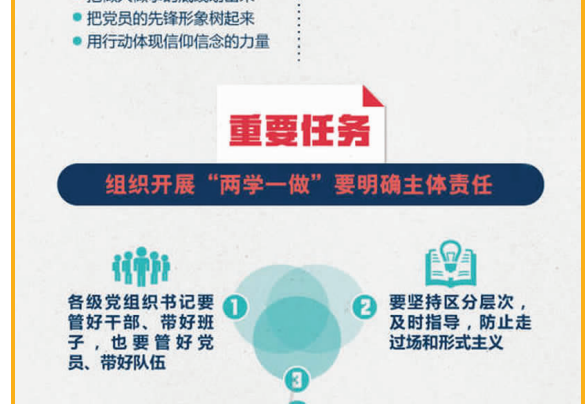 把党员的先锋形象树起来
用行动体现信仰信念的力量
重要任务
组织开展“两学一做”要明确主体责任
各级党组织书记要
管好干部、带好班
子，也要管好党
员、带好队伍
1
2
要坚持区分层次，
及时指导，防止走
过场和形式主义
3